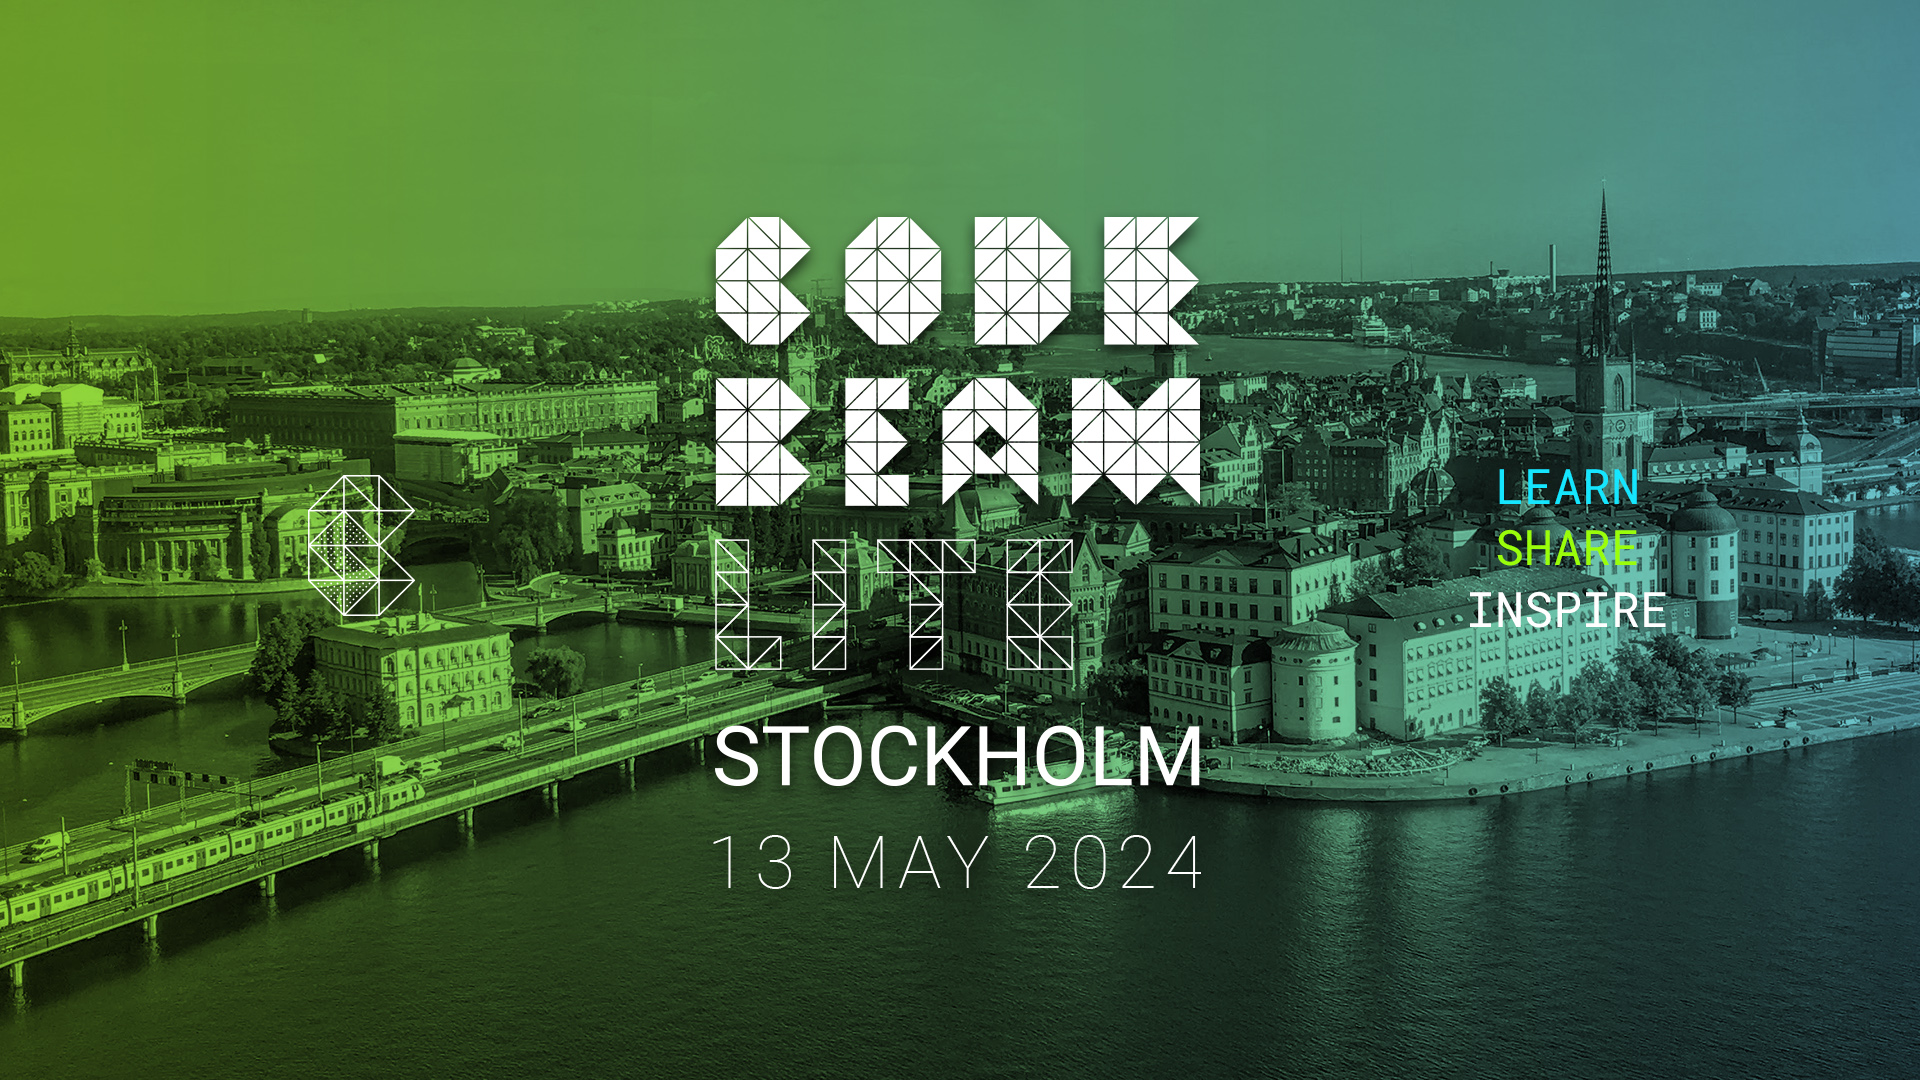 CODE
BEAM
LITE
STOCKHOLM
13 MAY 2024
LEARN
SHARE
INSPIRE